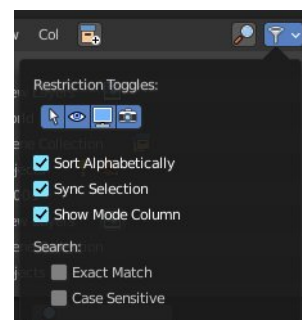 Col
Restriction Toggles:
Sort Alphabetically
Sync Selection
Show Mode Column
Search:
Exact Match
Case Sensitive